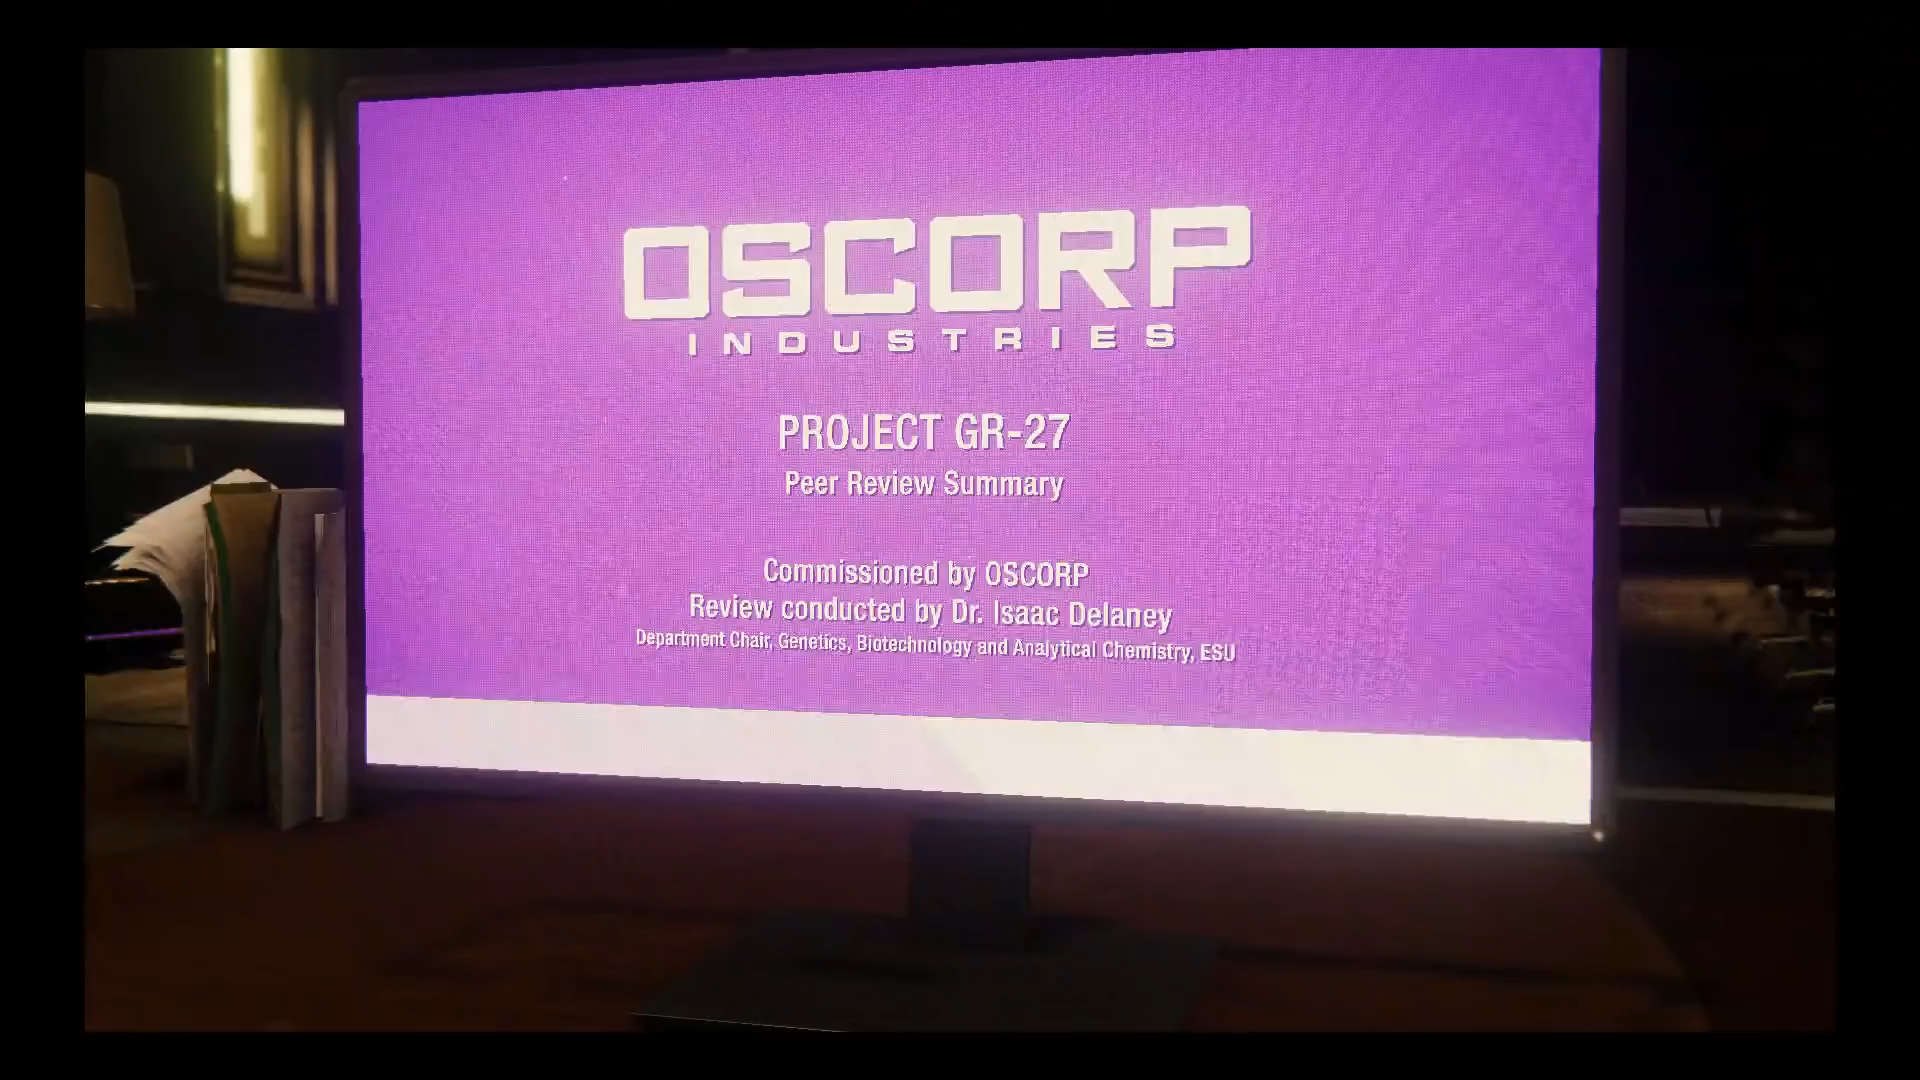 OSCORP
INDUSTRIES
PROJECT GR-27
Peer Review Summary
Commissioned by OSCORP
Review conducted by Dr. Isaac Delaney
Department Chair, Genetics, Biotechnology and Analytical Chemistry, ESU